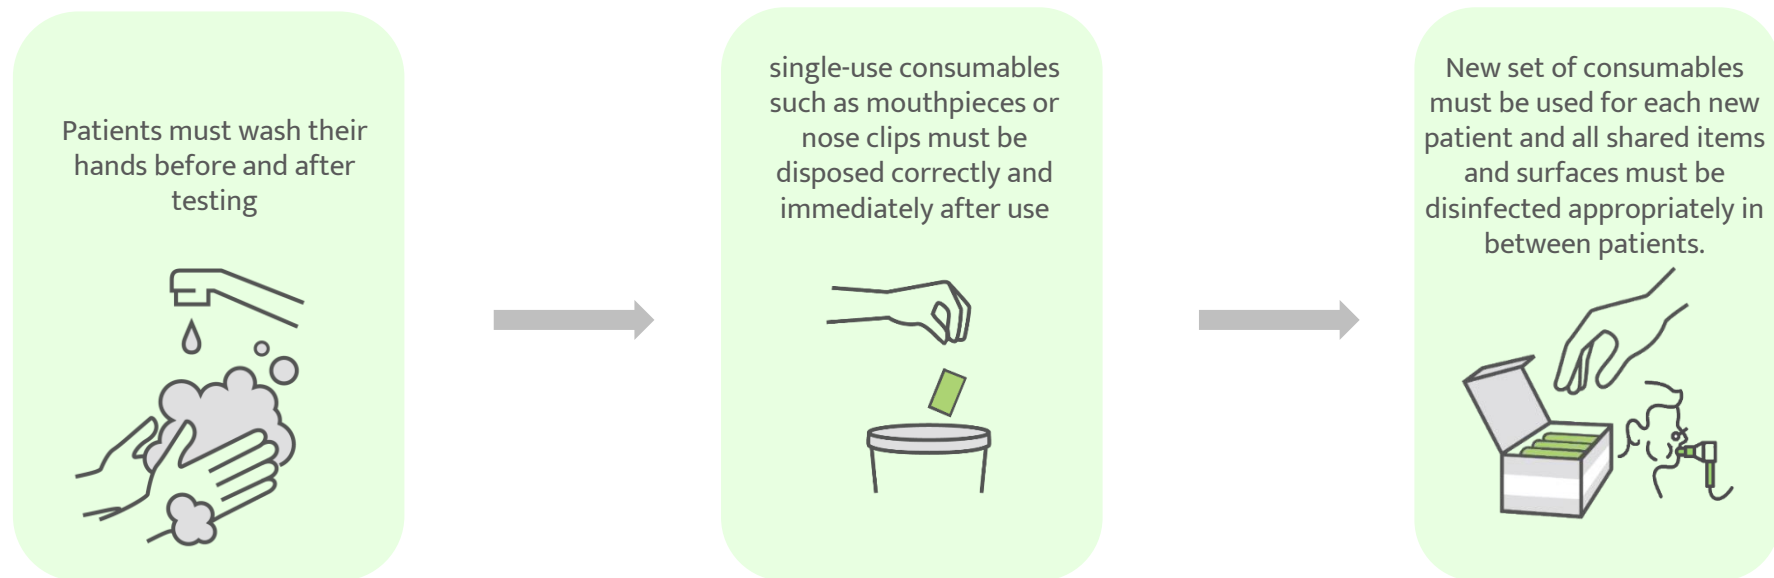 Patients must wash their
hands before and after
testing
single-use consumables
such as mouthpieces or
nose clips must be
disposed correctly and
immediately after use
New set of consumables
must be used for each new
patient and all shared items
and surfaces must be
disinfected appropriately in
between patients.